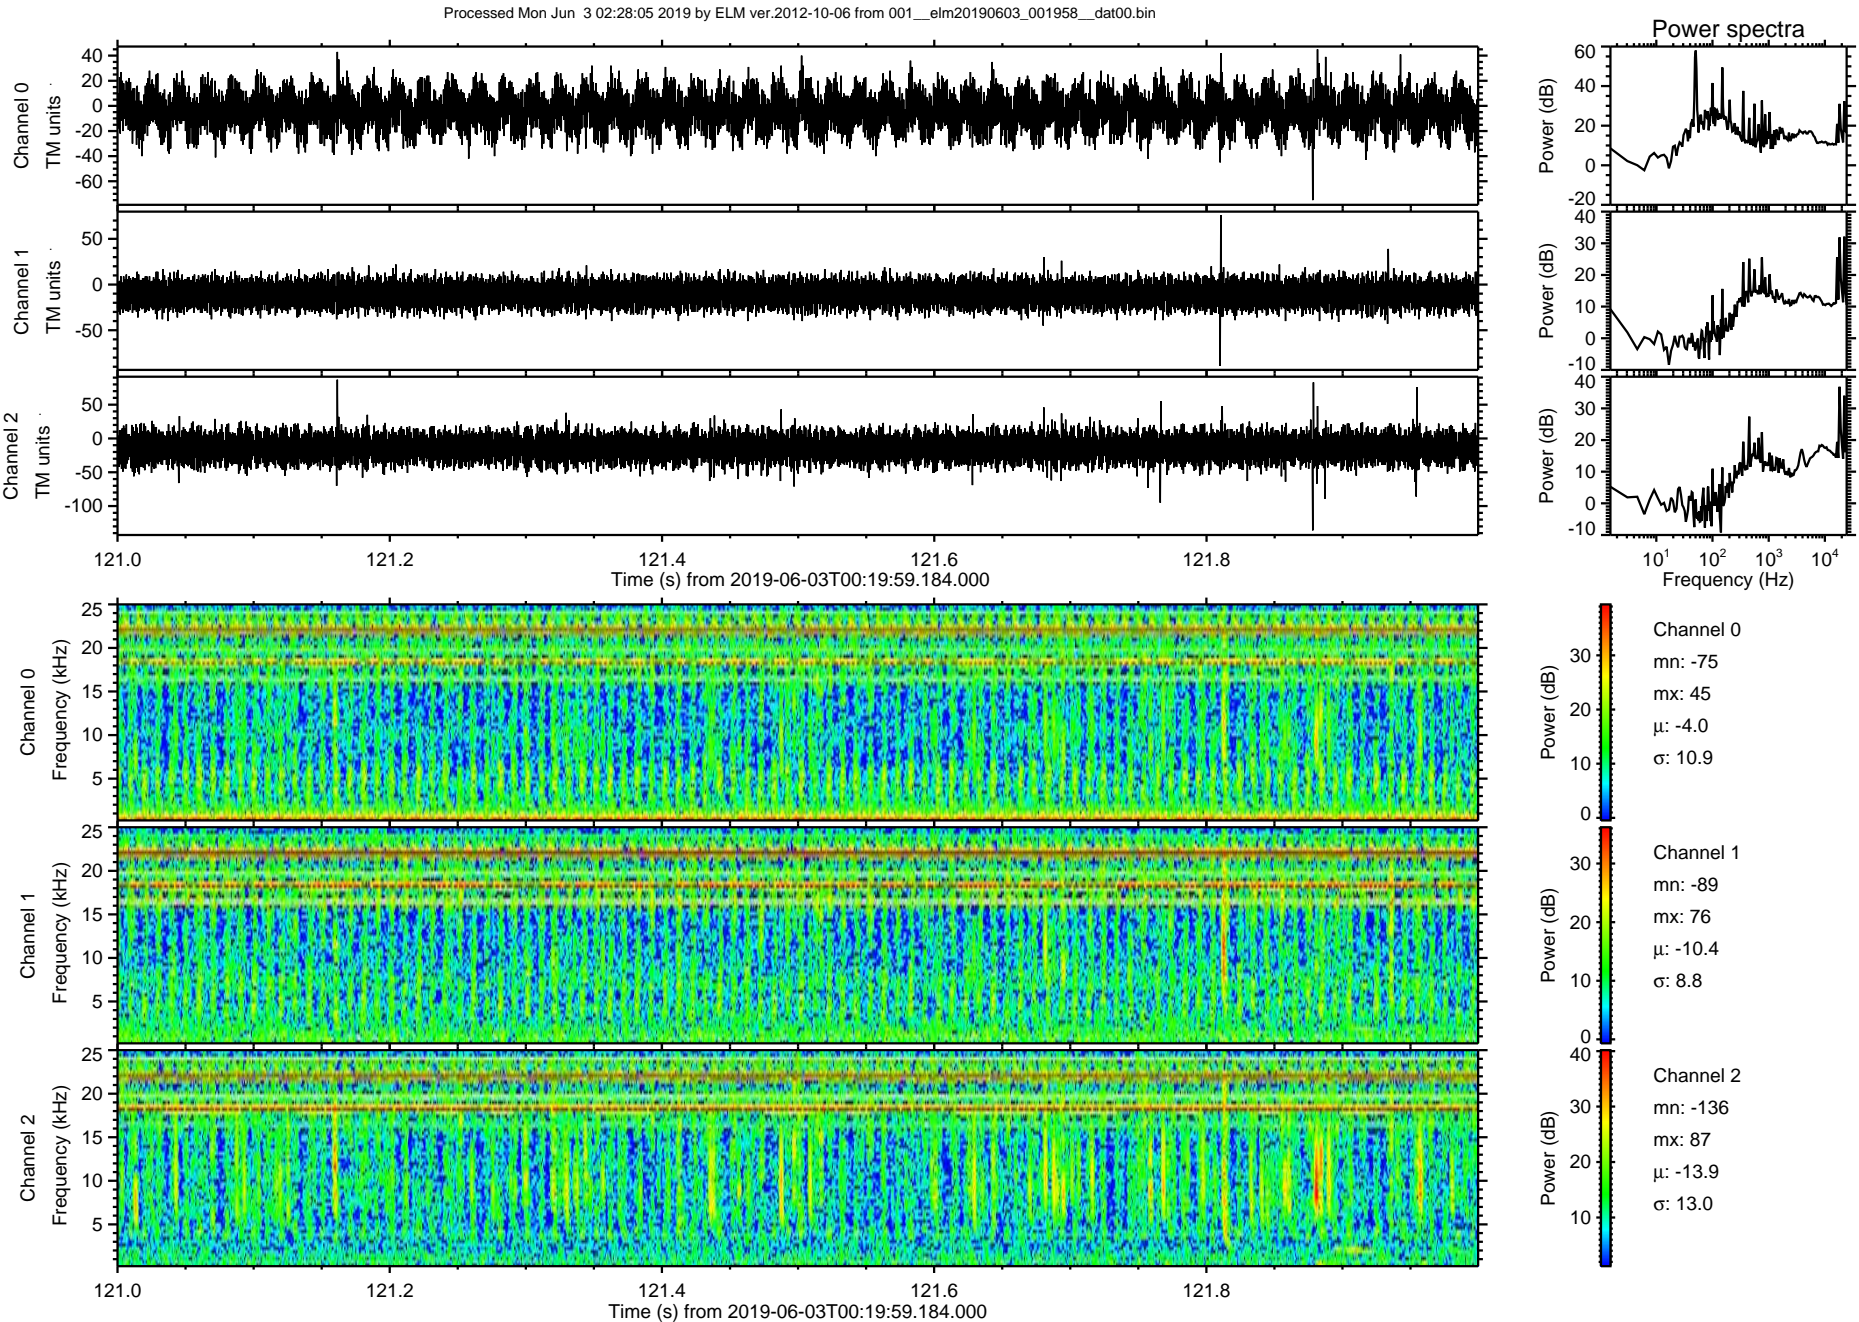 Processed Mon Jun  3 02:28:05 2019 by ELM ver.2012-10-06 from 001__elm20190603_001958__dat00.bin
Power spectra
Channel 0
TM units
40
20
0
-20
-40
-60
Power (dB)
60
40
20
0
-20
Channel 1
TM units
50
0
-50
Power (dB)
40
30
20
10
0
-10
Channel 2
TM units
50
0
-50
-100
Power (dB)
40
30
20
10
0
-10
121.0 121.2 121.4 121.6 121.8
Time (s) from 2019-06-03T00:19:59.184.000
10^1 10^2 10^3 10^4
Frequency (Hz)
Channel 0
Frequency (kHz)
25
20
15
10
5
Power (dB)
30
20
10
0
Channel 0
mn: -75
mx: 45
μ: -4.0
σ: 10.9
Channel 1
Frequency (kHz)
25
20
15
10
5
Power (dB)
30
20
10
0
Channel 1
mn: -89
mx: 76
μ: -10.4
σ: 8.8
Channel 2
Frequency (kHz)
25
20
15
10
5
Power (dB)
40
30
20
10
Channel 2
mn: -136
mx: 87
μ: -13.9
σ: 13.0
121.0 121.2 121.4 121.6 121.8
Time (s) from 2019-06-03T00:19:59.184.000